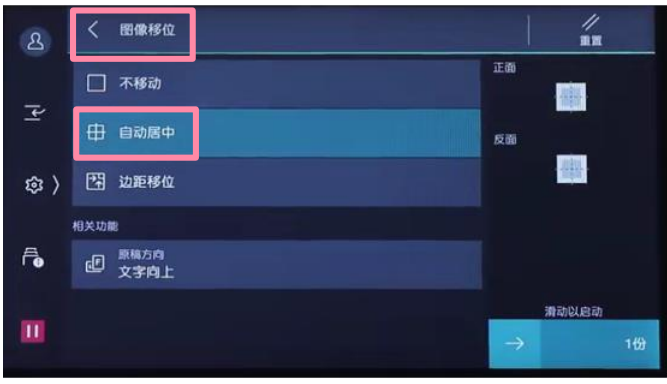 图像移位
重置
不移动
自动居中
边距移位
相关功能
原稿方向
文字向上
正面
反面
滑动以启动
1份